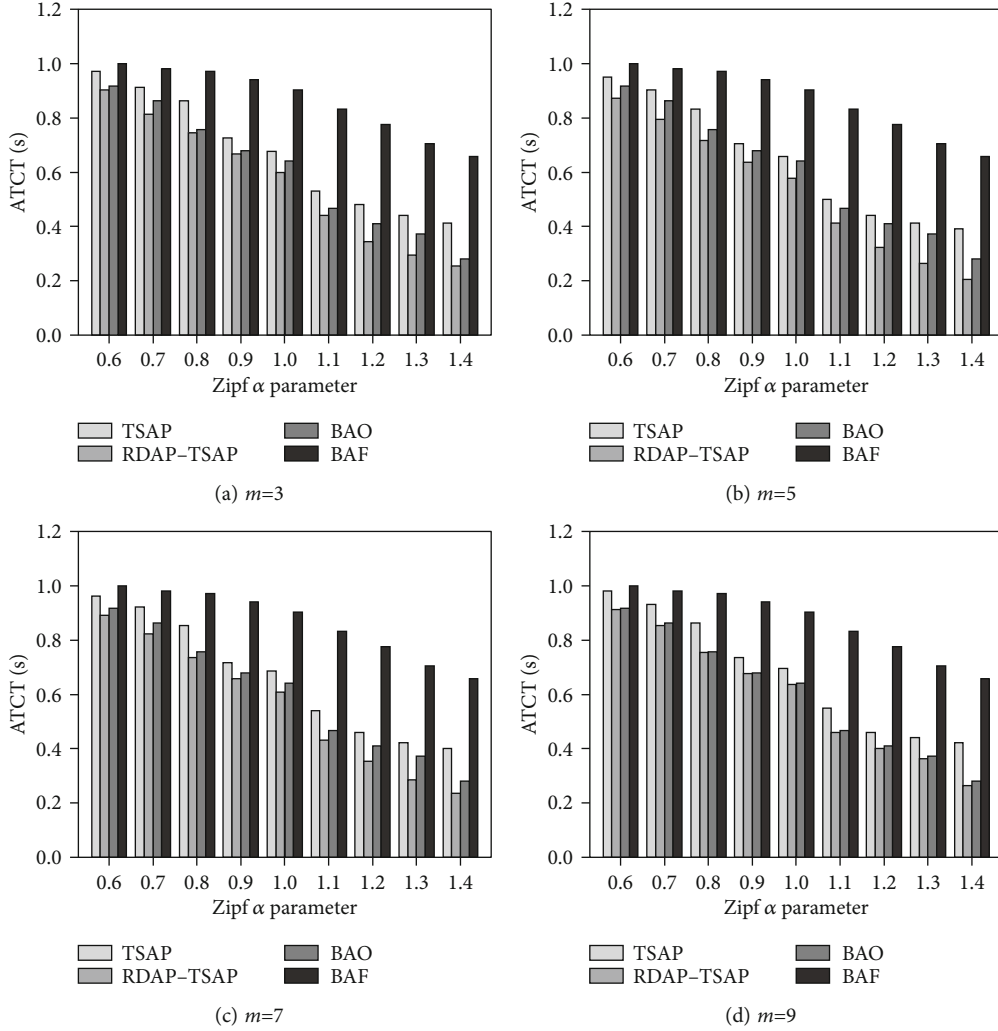 1.2
1.0
0.8
0.6
0.4
0.2
0.0
ATCT (s)
0.6 0.7 0.8 0.9 1.0 1.1 1.2 1.3 1.4
Zipf α parameter
TSAP
RDAP–TSAP
BAO
BAF
(a) m=3
1.2
1.0
0.8
0.6
0.4
0.2
0.0
ATCT (s)
0.6 0.7 0.8 0.9 1.0 1.1 1.2 1.3 1.4
Zipf α parameter
TSAP
RDAP–TSAP
BAO
BAF
(b) m=5
1.2
1.0
0.8
0.6
0.4
0.2
0.0
ATCT (s)
0.6 0.7 0.8 0.9 1.0 1.1 1.2 1.3 1.4
Zipf α parameter
TSAP
RDAP–TSAP
BAO
BAF
(c) m=7
1.2
1.0
0.8
0.6
0.4
0.2
0.0
ATCT (s)
0.6 0.7 0.8 0.9 1.0 1.1 1.2 1.3 1.4
Zipf α parameter
TSAP
RDAP–TSAP
BAO
BAF
(d) m=9